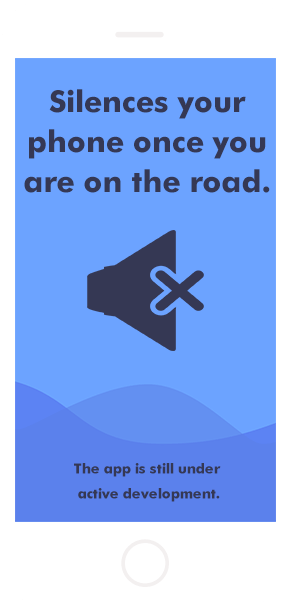 Silences your
phone once you
are on the road.
The app is still under
active development.